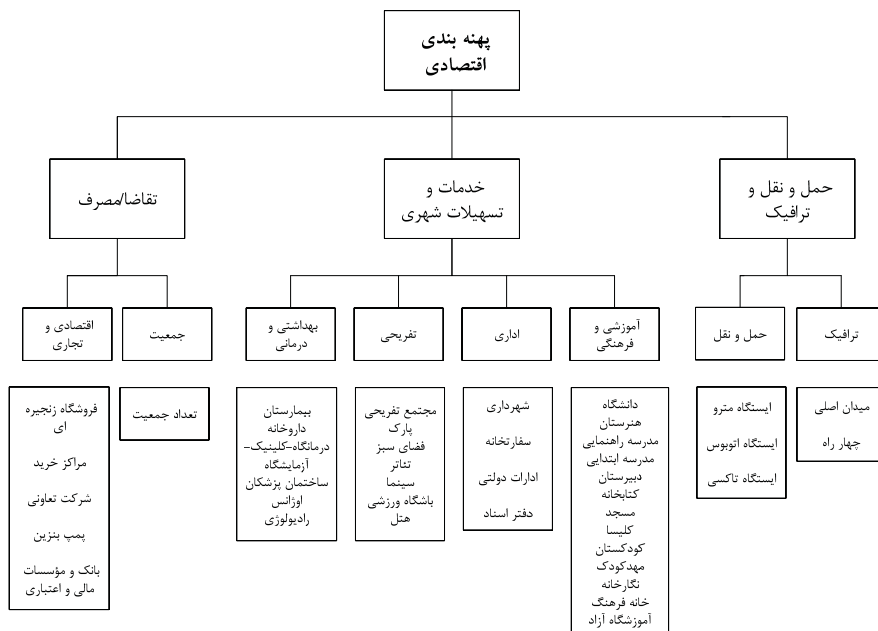 پهنه بندی
اقتصادی
حمل و نقل و
ترافیک
خدمات و
تسهیلات شهری
تقاضا/مصرف
ترافیک
حمل و نقل
آموزشی و
فرهنگی
اداری
تفریحی
بهداشتی و
درمانی
جمعیت
اقتصادی و
تجاری
میدان اصلی
چهار راه
ایستگاه مترو
ایستگاه اتوبوس
ایستگاه تاکسی
دانشگاه
هنرستان
مدرسه راهنمایی
مدرسه ابتدایی
دبیرستان
کتابخانه
مسجد
کلیسا
کودکستان
مهدکودک
نگارخانه
خانه فرهنگ
آموزشگاه آزاد
شهرداری
سفارتخانه
ادارات دولتی
دفتر اسناد
مجتمع تفریحی
پارک
فضای سبز
تئاتر
سینما
باشگاه ورزشی
هتل
بیمارستان
داروخانه
درمانگاه-کلینیک-
آزمایشگاه
ساختمان پزشکان
اوژانس
رادیولوژی
تعداد جمعیت
فروشگاه زنجیره
ای
مراکز خرید
شرکت تعاونی
پمپ بنزین
بانک و مؤسسات
مالی و اعتباری